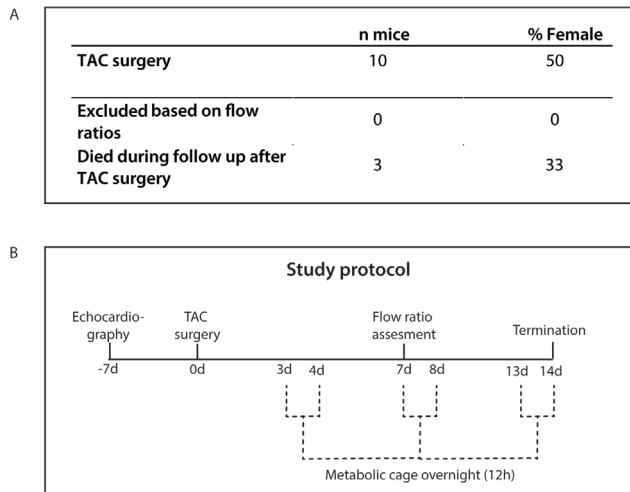 A
n mice % Female
TAC surgery 10 50
Excluded based on flow
ratios 0 0
Died during follow up after
TAC surgery 3 33
B
Study protocol
Echocardio-
graphy
TAC
surgery
Flow ratio
assesment
Termination
-7d 0d 3d 4d 7d 8d 13d 14d
Metabolic cage overnight (12h)